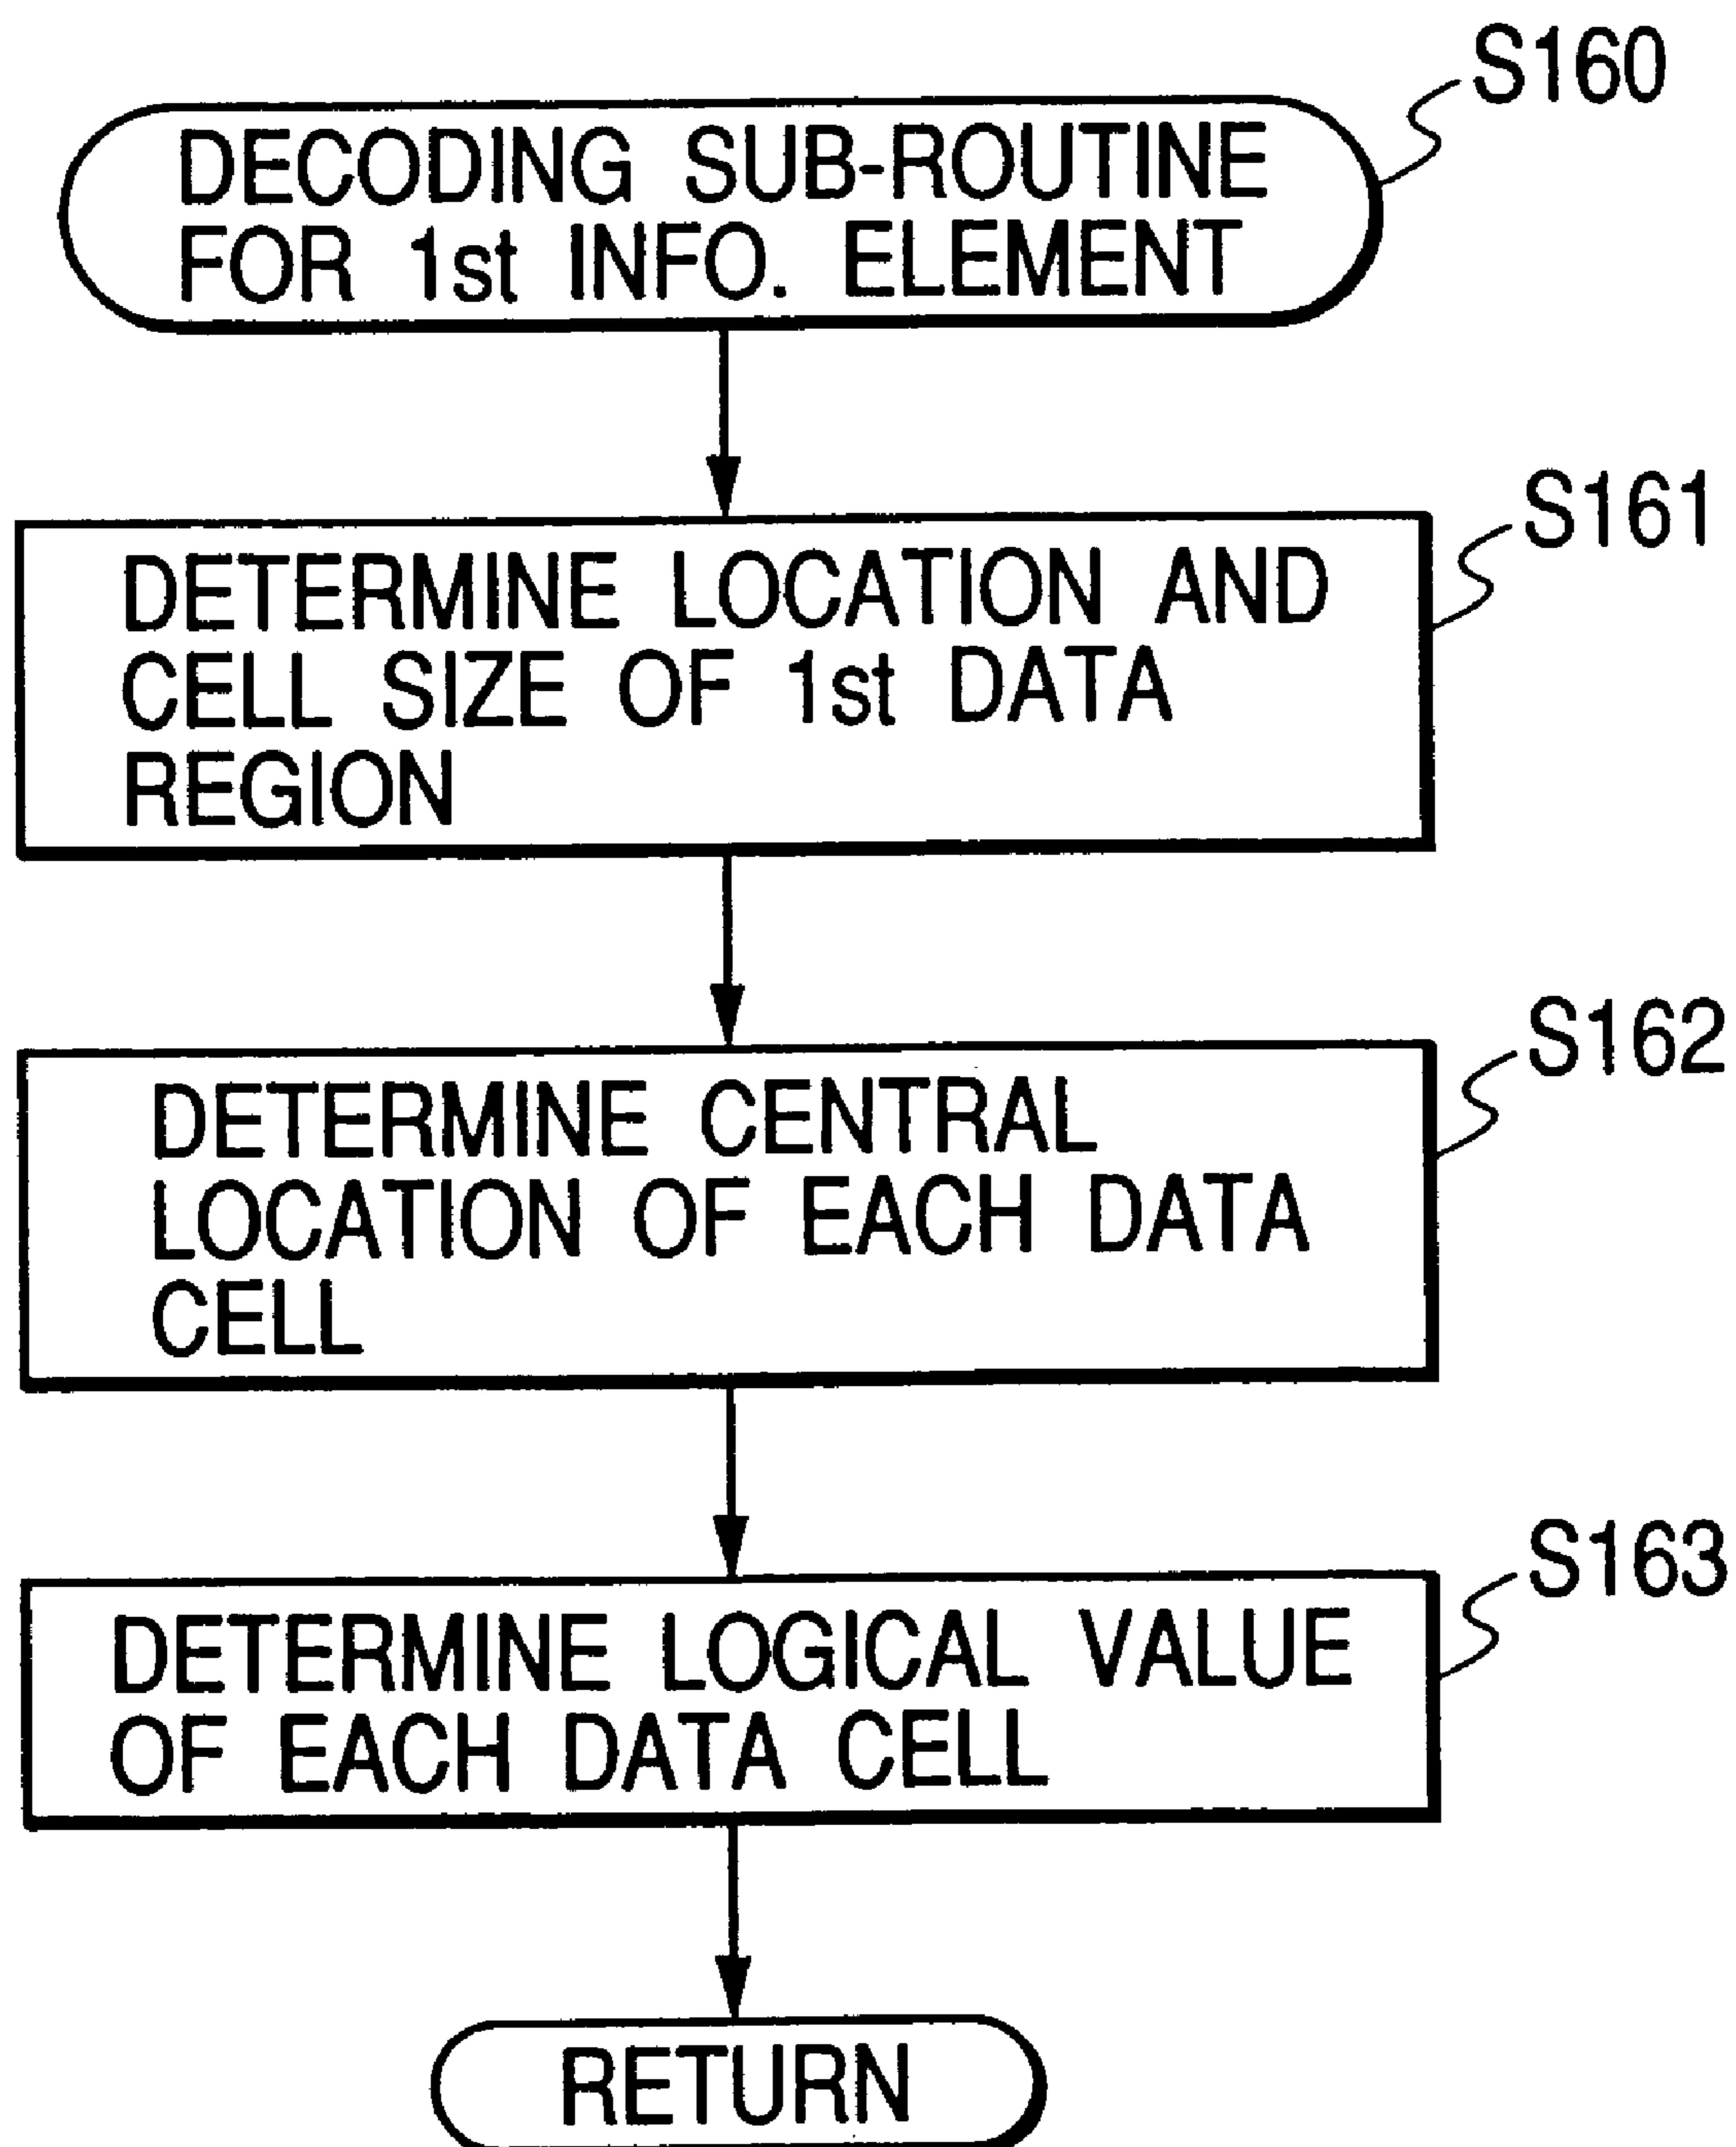 S160
DECODING SUB-ROUTINE
FOR 1st INFO. ELEMENT
S161
DETERMINE LOCATION AND
CELL SIZE OF 1st DATA
REGION
S162
DETERMINE CENTRAL
LOCATION OF EACH DATA
CELL
S163
DETERMINE LOGICAL VALUE
OF EACH DATA CELL
RETURN